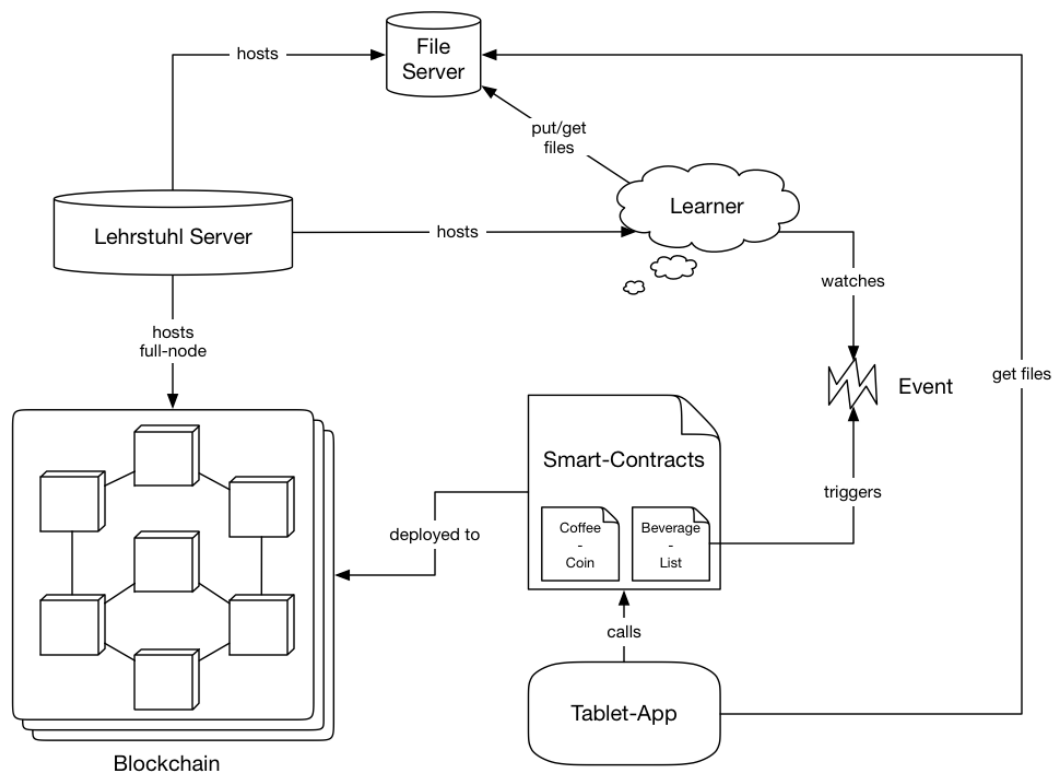 File
Server
hosts
put/get
files
Learner
Lehrstuhl Server
hosts
watches
hosts
full-node
Event
get files
Smart-Contracts
triggers
Coffee
-
Coin
Beverage
-
List
deployed to
calls
Tablet-App
Blockchain